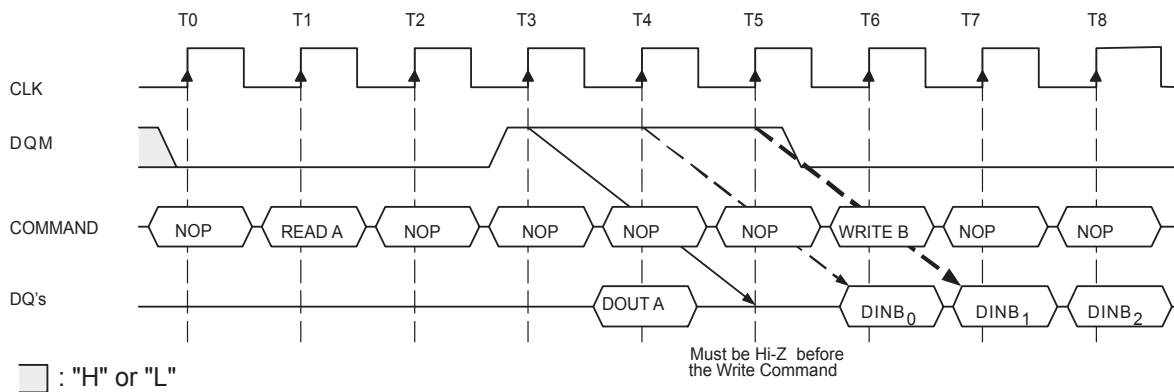 T0 T1 T2 T3 T4 T5 T6 T7 T8
CLK
DQM
COMMAND NOP READ A NOP NOP NOP NOP WRITE B NOP NOP
DQ's DOUT A DINB0 DINB1 DINB2
Must be Hi-Z before
the Write Command
: "H" or "L"